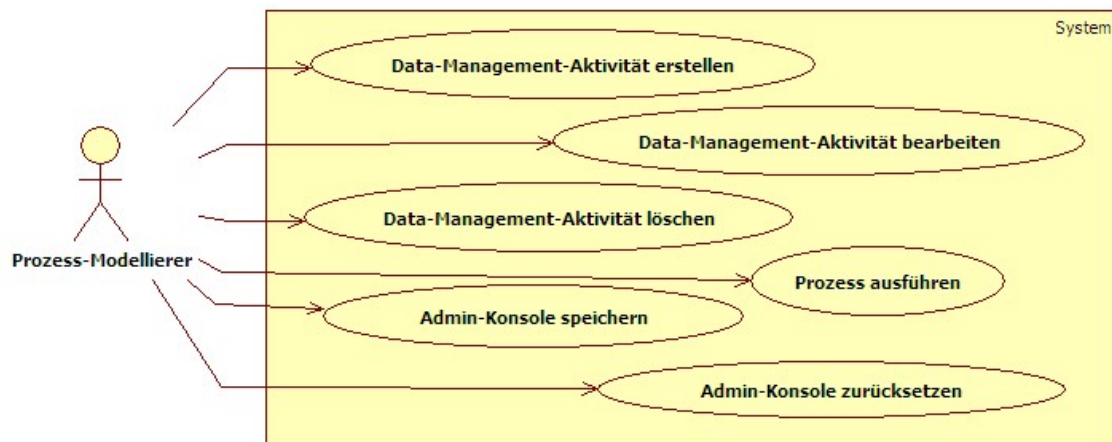 System
Data-Management-Aktivität erstellen
Data-Management-Aktivität bearbeiten
Data-Management-Aktivität löschen
Prozess-Modellierer
Prozess ausführen
Admin-Konsole speichern
Admin-Konsole zurücksetzen